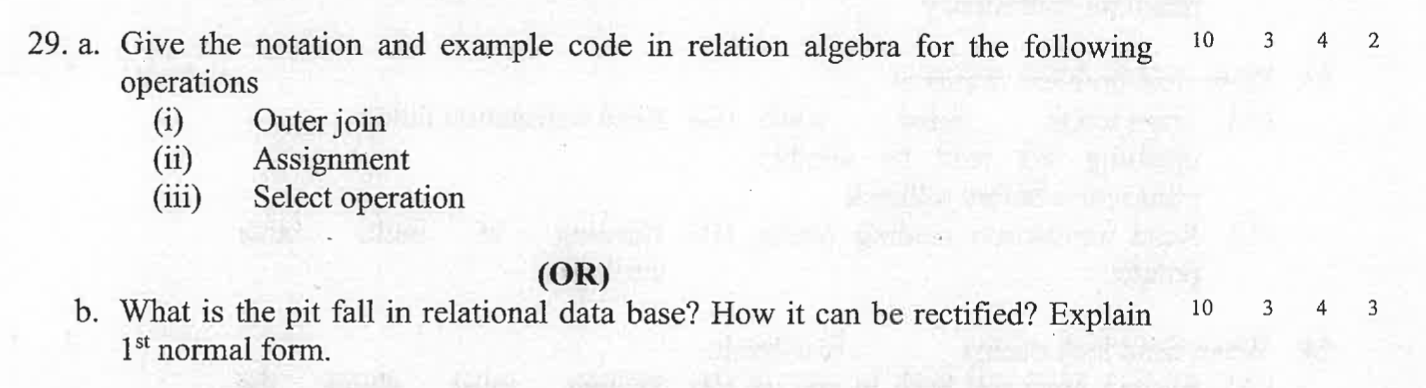 29. a. Give the notation and example code in relation algebra for the following 10 3 4 2
operations
(i) Outer join
(ii) Assignment
(iii) Select operation
(OR)
b. What is the pit fall in relational data base? How it can be rectified? Explain 10 3 4 3
1st normal form.